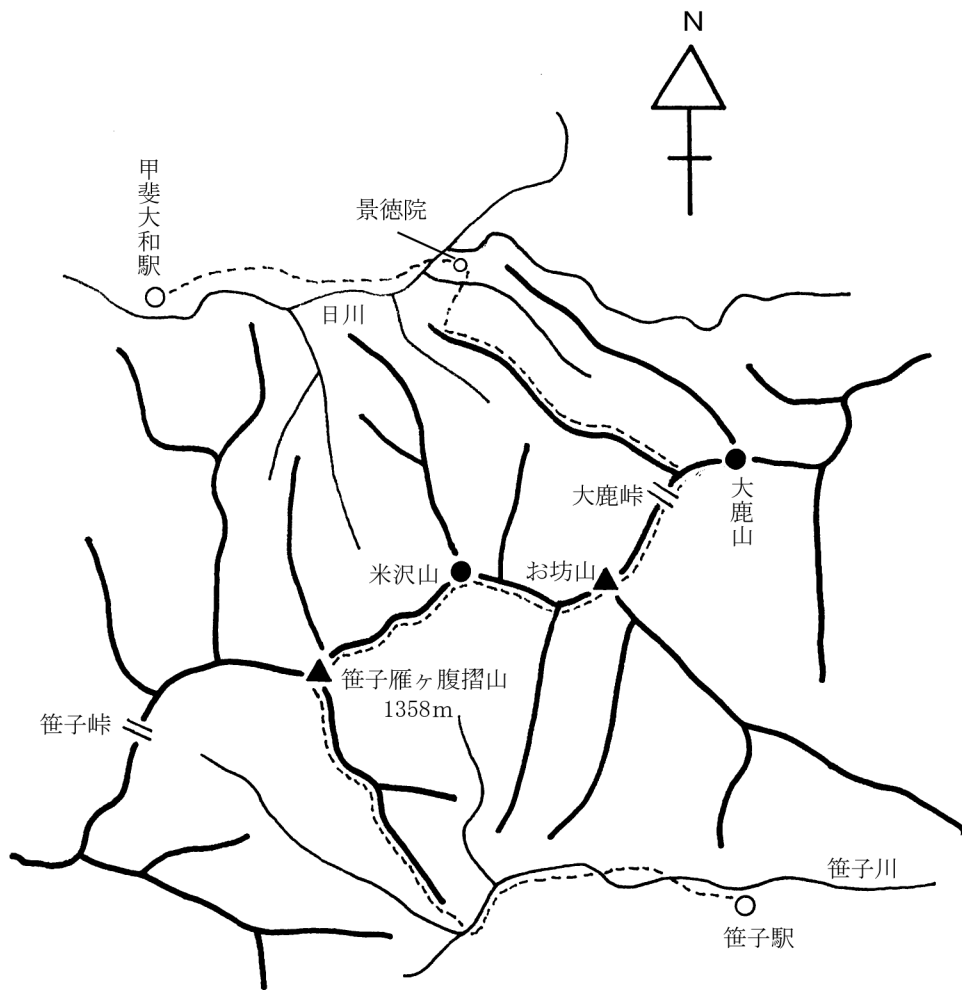 N
甲斐大和駅
景徳院
日川
大鹿峠
大鹿山
米沢山
お坊山
笹子雁ヶ腹摺山
1358m
笹子峠
笹子川
笹子駅